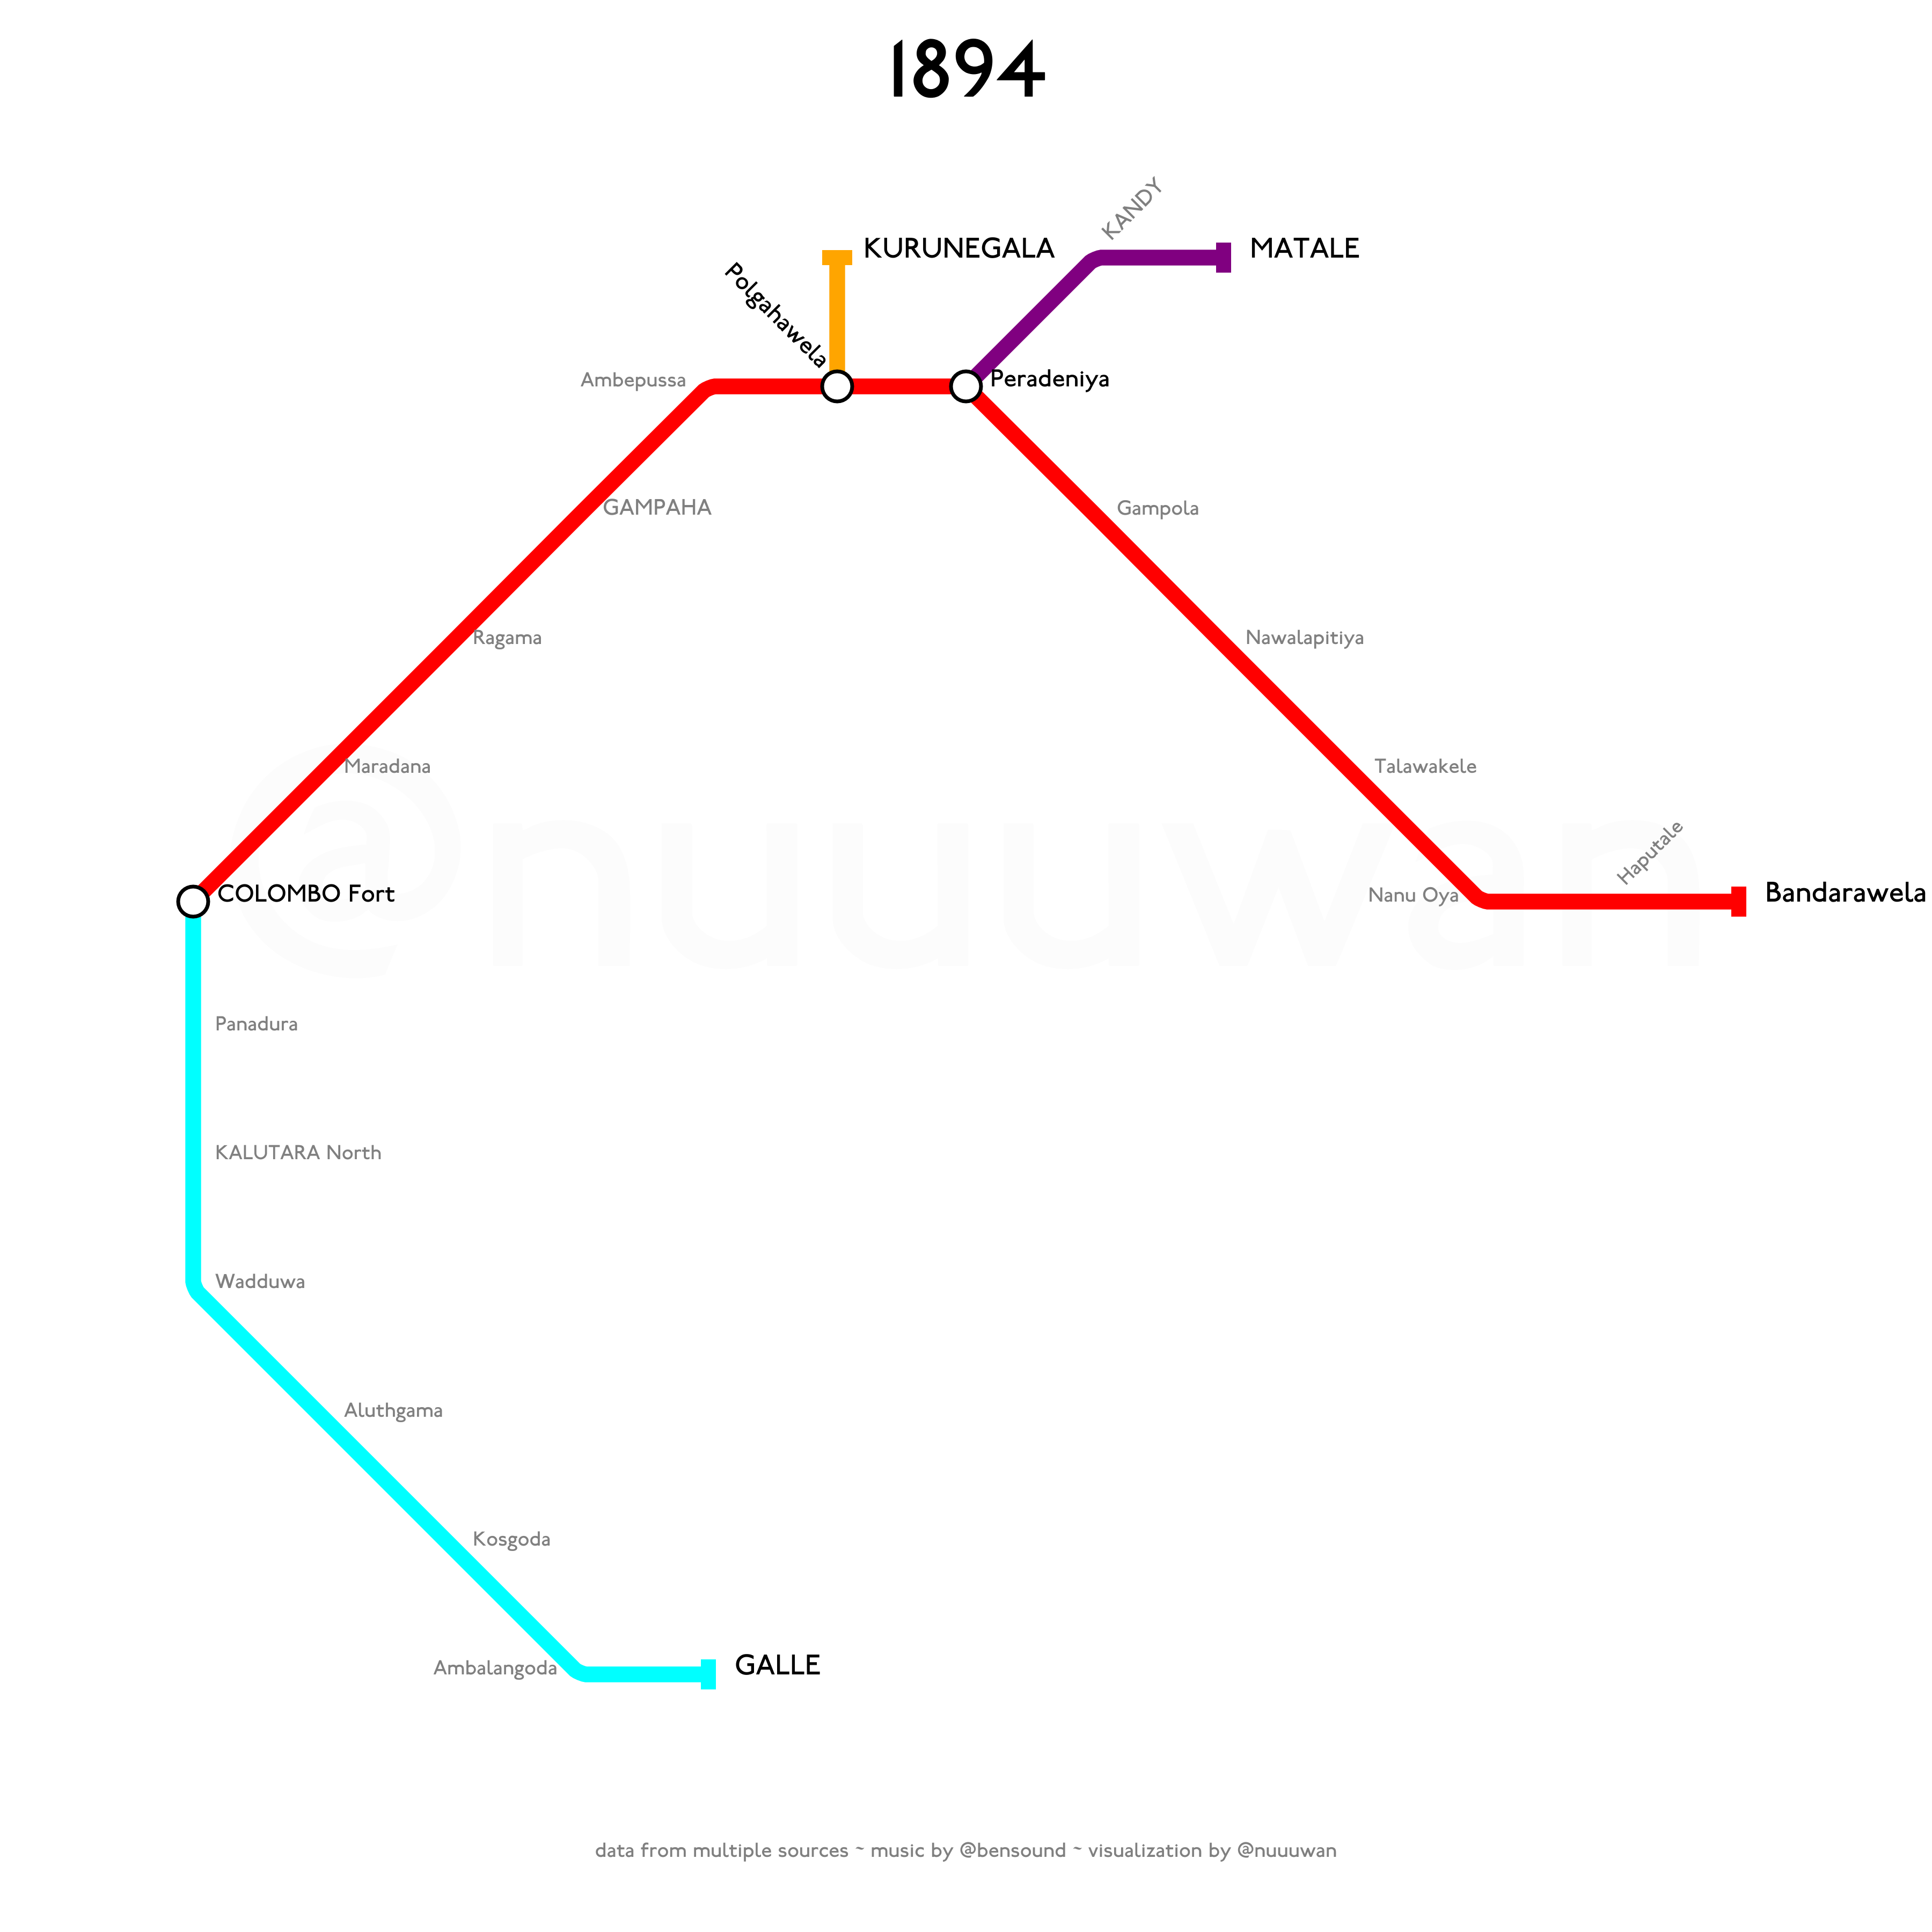 1894
KANDY
KURUNEGALA
MATALE
Polgahawela
Ambepussa
Peradeniya
GAMPAHA
Gampola
Ragama
Nawalapitiya
Maradana
Talawakele
Haputale
COLOMBO Fort
Nanu Oya
Bandarawela
@nuuuwan
Panadura
KALUTARA North
Wadduwa
Aluthgama
Kosgoda
Ambalangoda
GALLE
data from multiple sources ~ music by @bensound ~ visualization by @nuuuwan